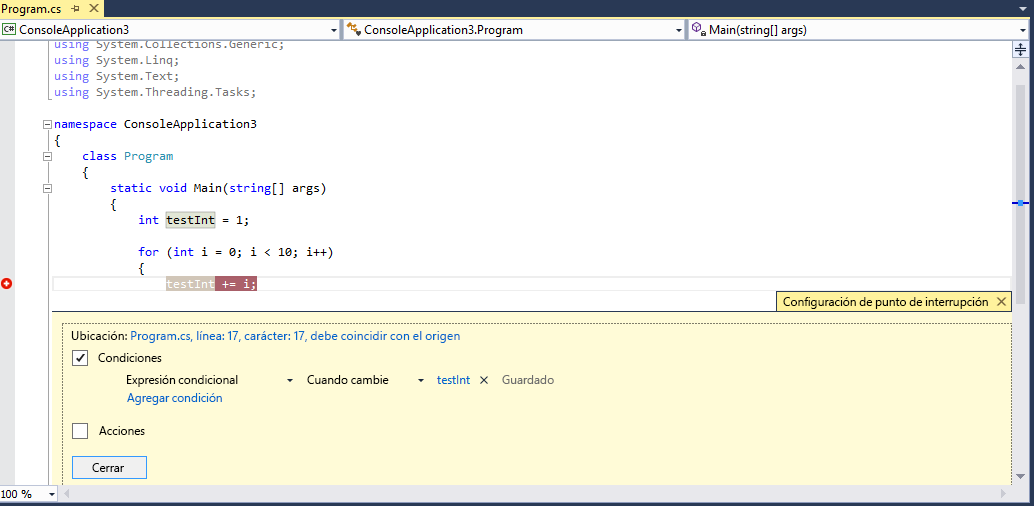 Program.cs
C# ConsoleApplication3 ConsoleApplication3.Program Main(string[] args)
using System.Collections.Generic;
using System.Linq;
using System.Text;
using System.Threading.Tasks;
namespace ConsoleApplication3
{
class Program
{
static void Main(string[] args)
{
int testInt = 1;
for (int i = 0; i < 10; i++)
{
testInt += i;
Configuración de punto de interrupción
Ubicación: Program.cs, línea: 17, carácter: 17, debe coincidir con el origen
Condiciones
Expresión condicional Cuando cambie testInt Guardado
Agregar condición
Acciones
Cerrar
100 %